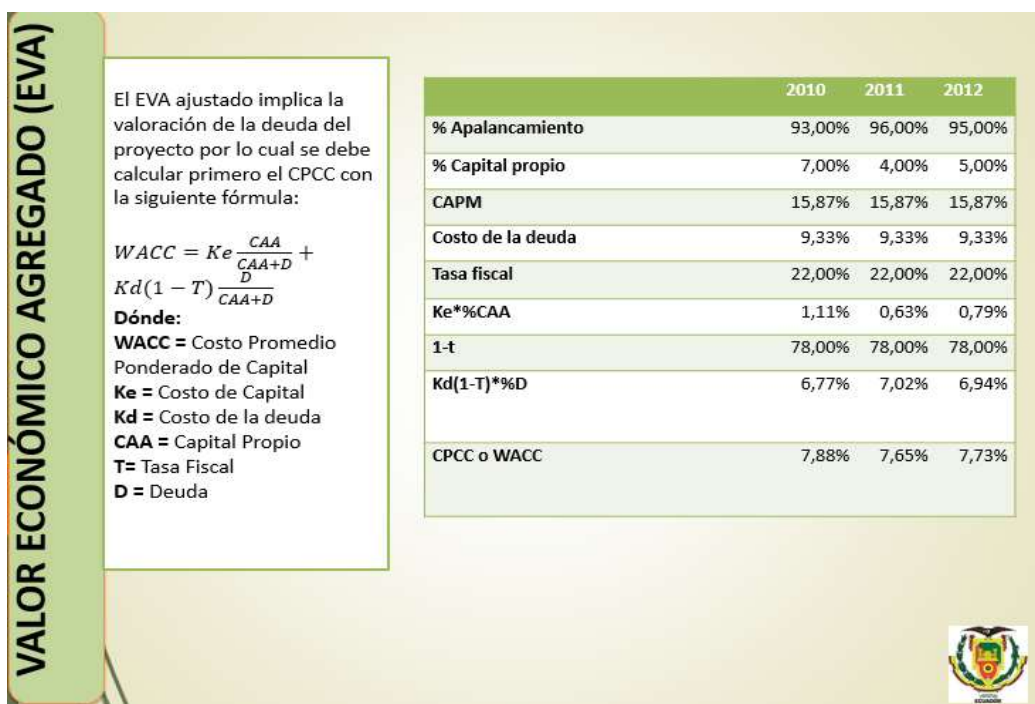 VALOR ECONÓMICO AGREGADO (EVA)
El EVA ajustado implica la
valoración de la deuda del
proyecto por lo cual se debe
calcular primero el CPCC con
la siguiente fórmula:
WACC = Ke CAA/CAA+D +
Kd(1 − T) D/CAA+D
Dónde:
WACC = Costo Promedio
Ponderado de Capital
Ke = Costo de Capital
Kd = Costo de la deuda
CAA = Capital Propio
T= Tasa Fiscal
D = Deuda
2010 2011 2012
% Apalancamiento 93,00% 96,00% 95,00%
% Capital propio 7,00% 4,00% 5,00%
CAPM 15,87% 15,87% 15,87%
Costo de la deuda 9,33% 9,33% 9,33%
Tasa fiscal 22,00% 22,00% 22,00%
Ke*%CAA 1,11% 0,63% 0,79%
1-t 78,00% 78,00% 78,00%
Kd(1-T)*%D 6,77% 7,02% 6,94%
CPCC o WACC 7,88% 7,65% 7,73%
ECUADOR